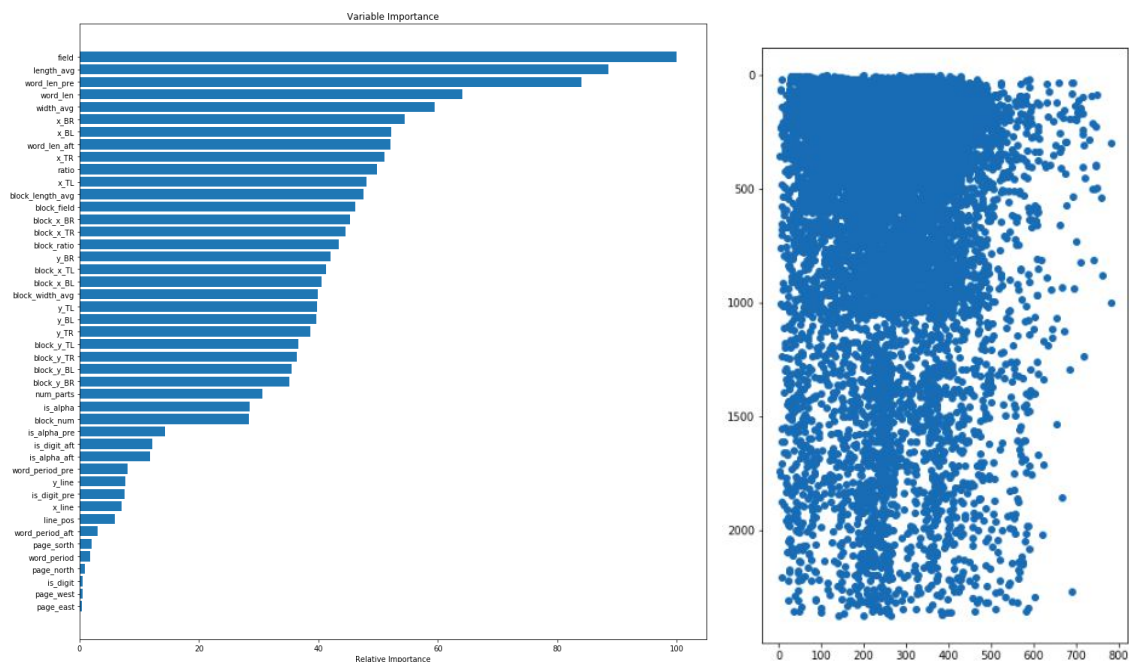 Variable Importance
field
length_avg
word_len_pre
word_len
width_avg
x_BR
x_BL
word_len_aft
x_TR
ratio
x_TL
block_length_avg
block_field
block_x_BR
block_x_TR
block_ratio
y_BR
block_x_TL
block_x_BL
block_width_avg
y_TL
y_BL
y_TR
block_y_TL
block_y_TR
block_y_BL
block_y_BR
num_parts
is_alpha
block_num
is_alpha_pre
is_digit_aft
is_alpha_aft
word_period_pre
y_line
is_digit_pre
x_line
line_pos
word_period_aft
page_sorth
word_period
page_north
is_digit
page_west
page_east
0 20 40 60 80 100
Relative Importance
0
500
1000
1500
2000
0 100 200 300 400 500 600 700 800